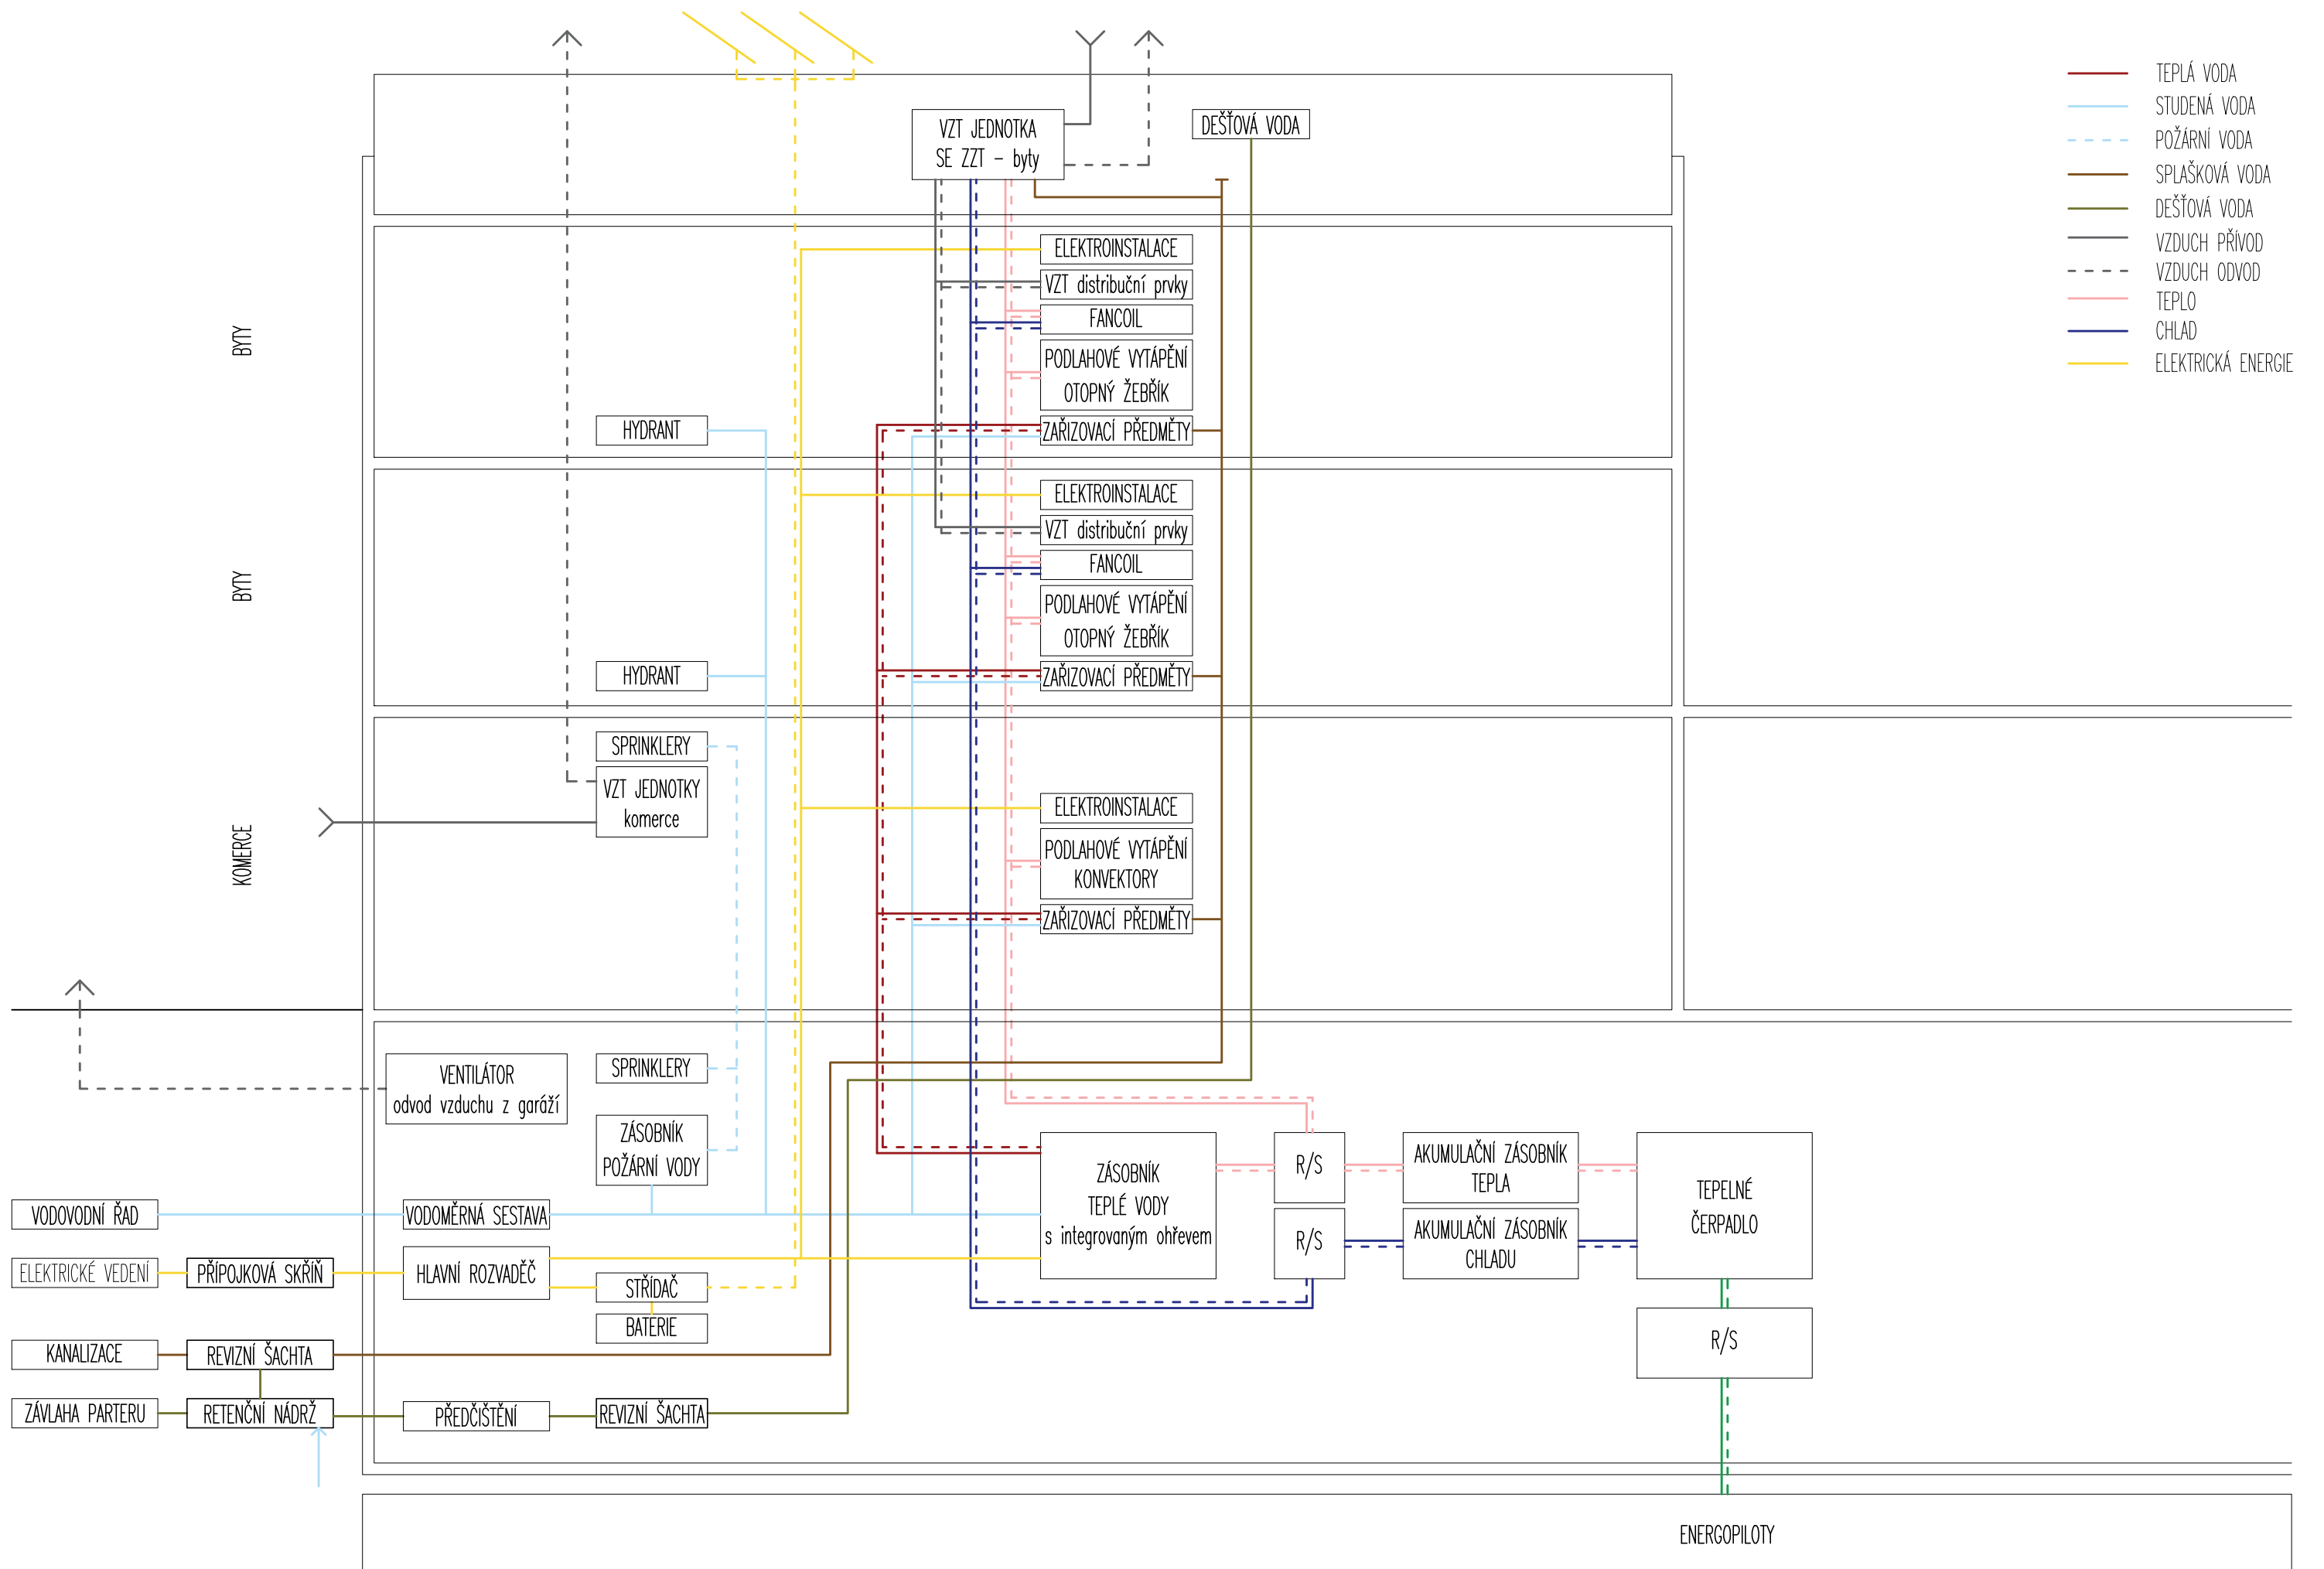 TEPLÁ VODA
STUDENÁ VODA
POŽÁRNÍ VODA
SPLAŠKOVÁ VODA
DEŠŤOVÁ VODA
VZDUCH PŘÍVOD
VZDUCH ODVOD
TEPLO
CHLAD
ELEKTRICKÁ ENERGIE
VZT JEDNOTKA
SE ZZT – byty
DEŠŤOVÁ VODA
BYTY
ELEKTROINSTALACE
VZT distribuční prvky
FANCOIL
PODLAHOVÉ VYTÁPĚNÍ
OTOPNÝ ŽEBŘÍK
HYDRANT
ZAŘIZOVACÍ PŘEDMĚTY
BYTY
ELEKTROINSTALACE
VZT distribuční prvky
FANCOIL
PODLAHOVÉ VYTÁPĚNÍ
OTOPNÝ ŽEBŘÍK
HYDRANT
ZAŘIZOVACÍ PŘEDMĚTY
KOMERCE
SPRINKLERY
VZT JEDNOTKY
komerce
ELEKTROINSTALACE
PODLAHOVÉ VYTÁPĚNÍ
KONVEKTORY
ZAŘIZOVACÍ PŘEDMĚTY
VENTILÁTOR
odvod vzduchu z garáží
SPRINKLERY
ZÁSOBNÍK
POŽÁRNÍ VODY
ZÁSOBNÍK
TEPLÉ VODY
s integrovaným ohřevem
R/S
AKUMULAČNÍ ZÁSOBNÍK
TEPLA
TEPELNÉ
ČERPADLO
R/S
AKUMULAČNÍ ZÁSOBNÍK
CHLADU
VODOVODNÍ ŘAD
VODOMĚRNÁ SESTAVA
ELEKTRICKÉ VEDENÍ
PŘÍPOJKOVÁ SKŘÍŇ
HLAVNÍ ROZVADĚČ
STŘÍDAČ
BATERIE
R/S
KANALIZACE
REVIZNÍ ŠACHTA
ZÁVLAHA PARTERU
RETENČNÍ NÁDRŽ
PŘEDČIŠTĚNÍ
REVIZNÍ ŠACHTA
ENERGOPILOTY